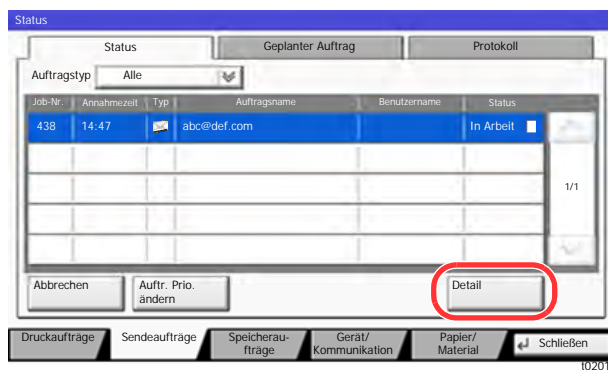 Status
Status Geplanter Auftrag Protokoll
Auftragstyp Alle
Job-Nr. Annahmezeit Typ Auftragsname Benutzername Status
438 14:47 abc@def.com In Arbeit
1/1
Abbrechen Auftr. Prio. Detail
ändern
Druckaufträge Sendeaufträge Speicherau- Gerät/ Papier/ Schließen
fträge Kommunikation Material
t0201